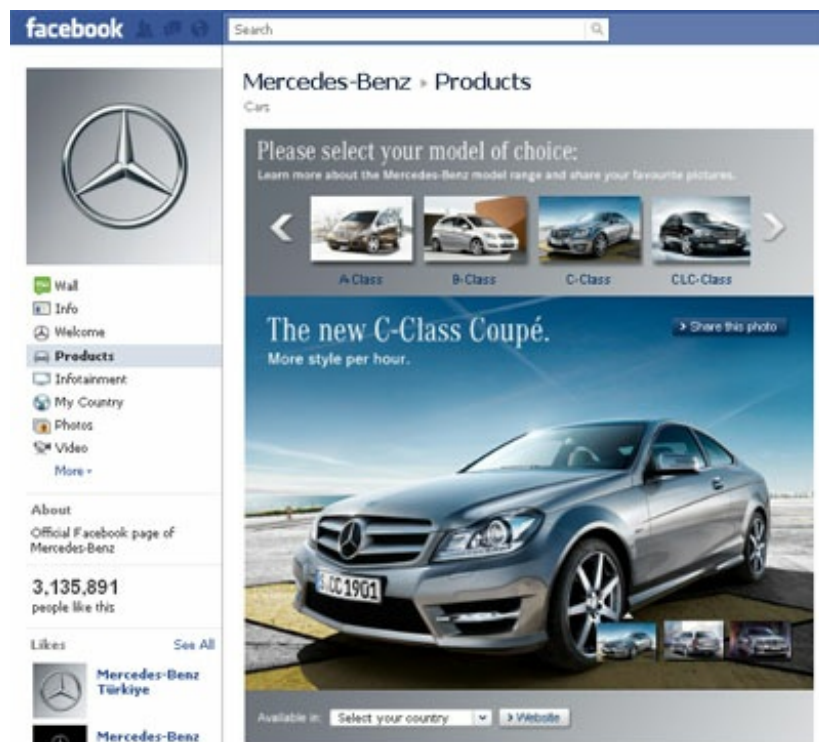 facebook
Search
Mercedes-Benz ▸ Products
Cars
Please select your model of choice:
Learn more about the Mercedes-Benz model range and share your favourite pictures.
A-Class
B-Class
C-Class
CLC-Class
The new C-Class Coupé.
More style per hour.
Share this photo
S CC 1901
Available in:
Select your country
Website
Wall
Info
Welcome
Products
Infotainment
My Country
Photos
Video
More
About
Official Facebook page of
Mercedes-Benz
3,135,891
people like this
Likes
See All
Mercedes-Benz
Türkiye
Mercedes-Benz